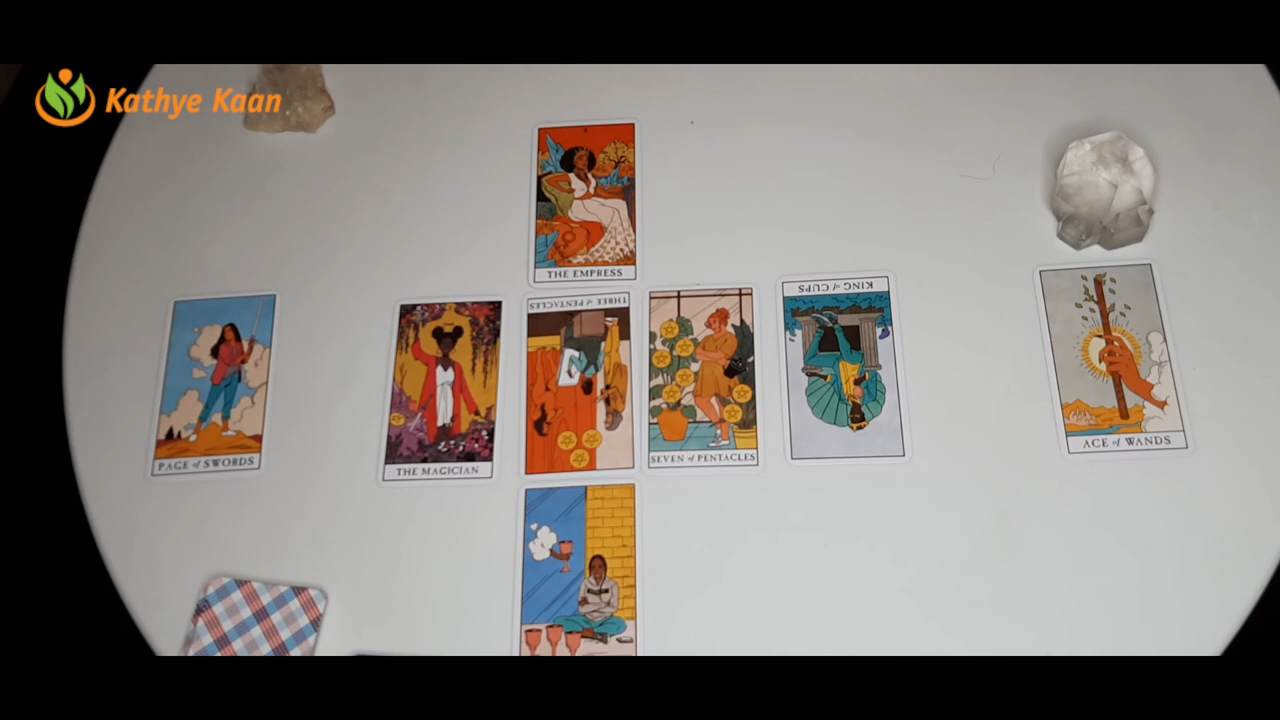 Kathye Kaan
THE EMPRESS
PAGE of SWORDS
THE MAGICIAN
THREE of PENTACLES
SEVEN of PENTACLES
KING of CUPS
ACE of WANDS